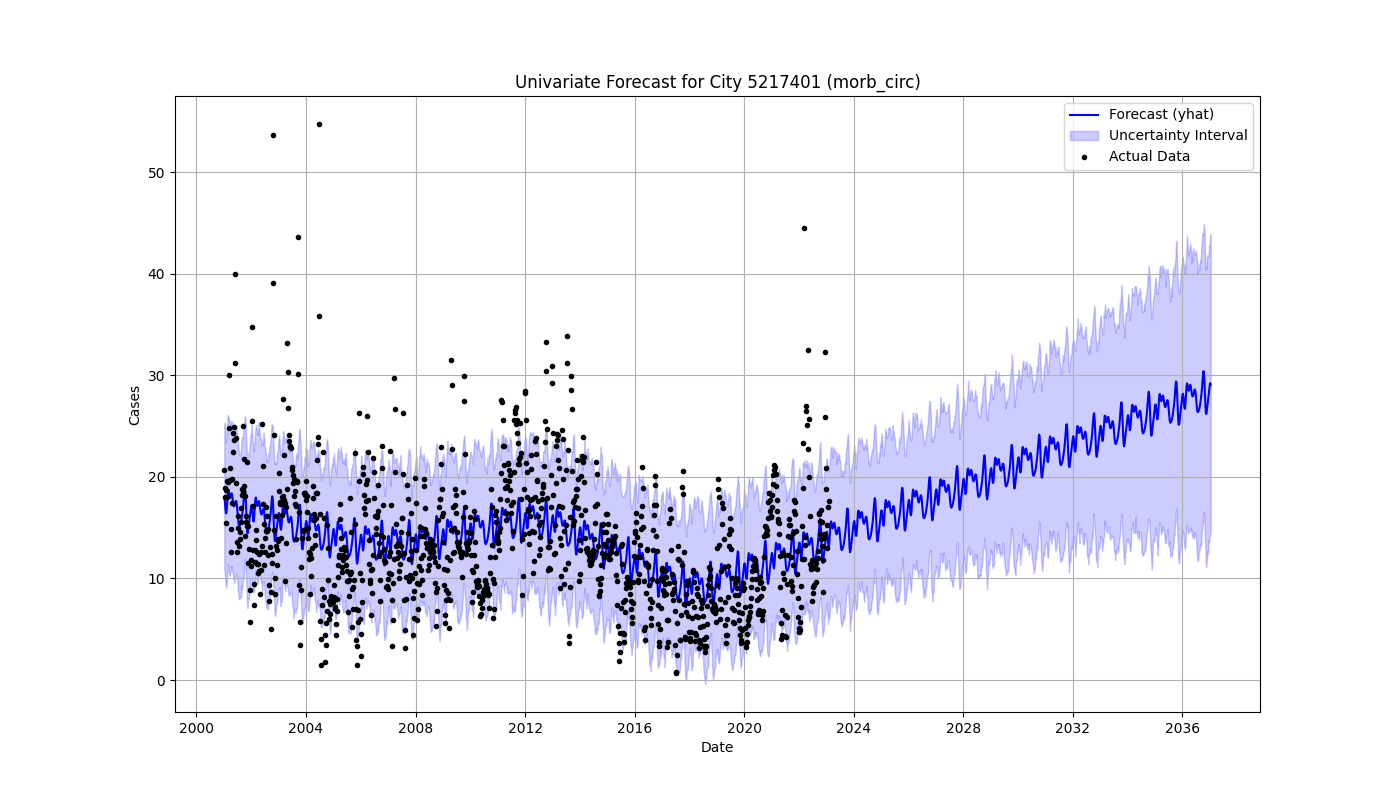 Univariate Forecast for City 5217401 (morb_circ)
Forecast (yhat)
Uncertainty Interval
Actual Data
50
40
30
20
10
0
Cases
2000 2004 2008 2012 2016 2020 2024 2028 2032 2036
Date